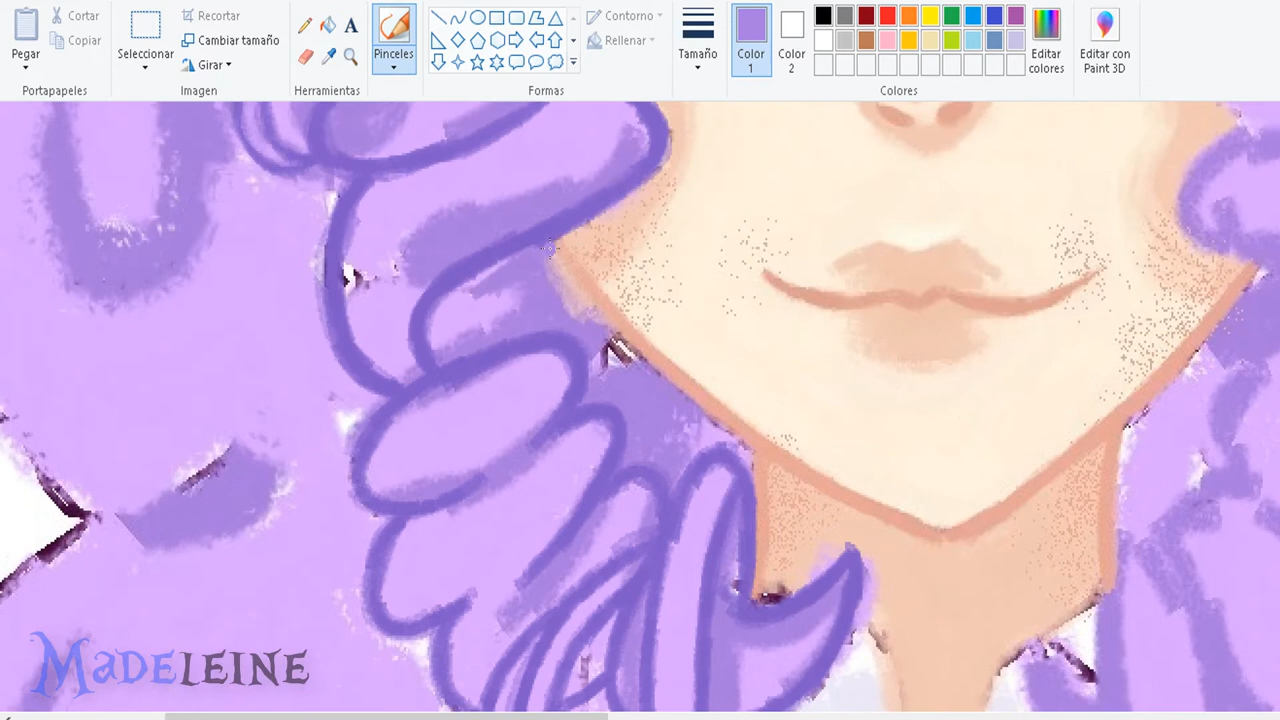 Pegar
Cortar
Copiar
Portapapeles
Seleccionar
Recortar
Cambiar tamaño
Girar
Imagen
A
Herramientas
Pinceles
Contorno
Rellenar
Formas
Tamaño
Color
1
Color
2
Editar
colores
Colores
Editar con
Paint 3D
MADELEINE